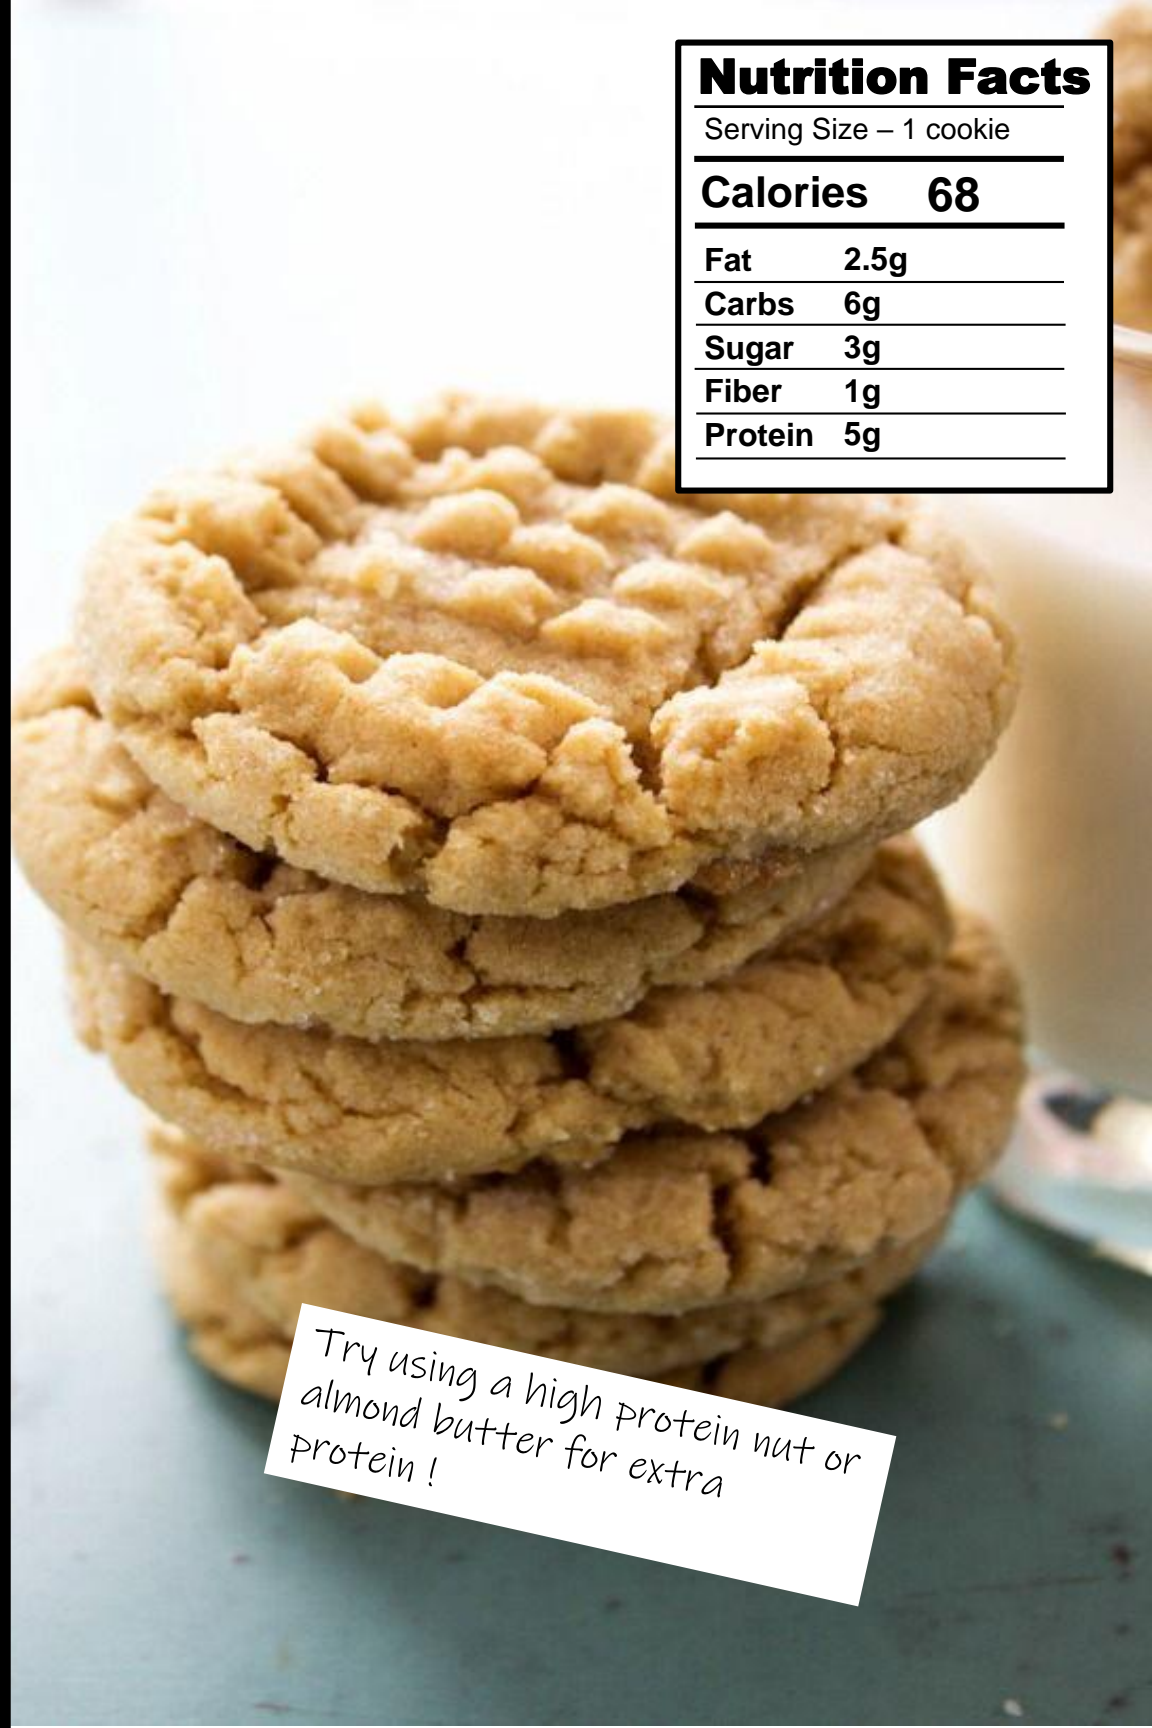 Nutrition Facts
Serving Size – 1 cookie
Calories 68
Fat 2.5g
Carbs 6g
Sugar 3g
Fiber 1g
Protein 5g
Try using a high protein nut or
almond butter for extra
protein !